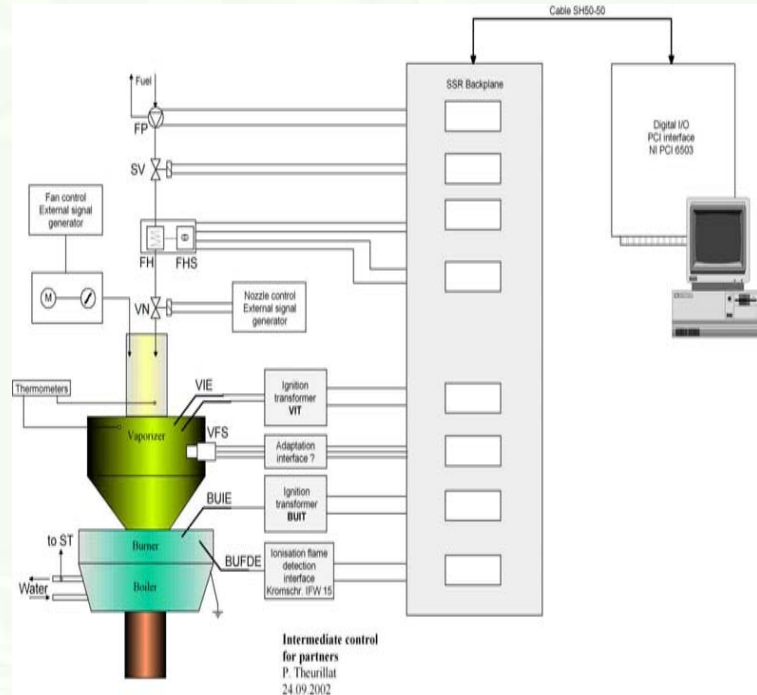 Cable SH50-50
Fuel
FP
SSR Backplane
Digital I/O
PCI interface
NI PCI 6503
SV
Fan control
External signal
generator
FH
FHS
M
VN
Nozzle control
External signal
generator
Thermometers
VIE
Ignition
transformer
VIT
Vaporizer
VFS
Adaptation
interface ?
BUIE
Ignition
transformer
BUIT
to ST
Burner
BUFDE
Ionisation flame
detection
interface
Kromschr. IFW 15
Water
Boiler
Intermediate control
for partners
P. Theurillat
24.09.2002